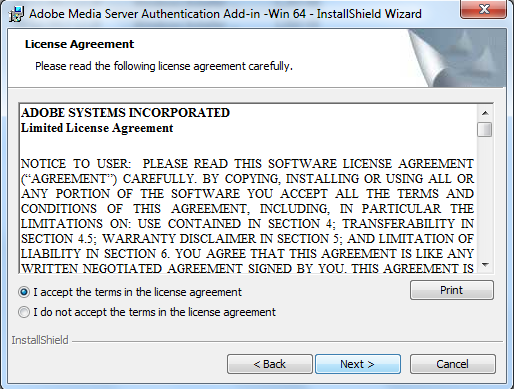 Adobe Media Server Authentication Add-in -Win 64 - InstallShield Wizard
License Agreement
Please read the following license agreement carefully.
ADOBE SYSTEMS INCORPORATED
Limited License Agreement
NOTICE TO USER: PLEASE READ THIS SOFTWARE LICENSE AGREEMENT
(“AGREEMENT”) CAREFULLY. BY COPYING, INSTALLING OR USING ALL OR
ANY PORTION OF THE SOFTWARE YOU ACCEPT ALL THE TERMS AND
CONDITIONS OF THIS AGREEMENT, INCLUDING, IN PARTICULAR THE
LIMITATIONS ON: USE CONTAINED IN SECTION 4; TRANSFERABILITY IN
SECTION 4.5; WARRANTY DISCLAIMER IN SECTION 5; AND LIMITATION OF
LIABILITY IN SECTION 6. YOU AGREE THAT THIS AGREEMENT IS LIKE ANY
WRITTEN NEGOTIATED AGREEMENT SIGNED BY YOU. THIS AGREEMENT IS
I accept the terms in the license agreement
Print
I do not accept the terms in the license agreement
InstallShield
< Back
Next >
Cancel